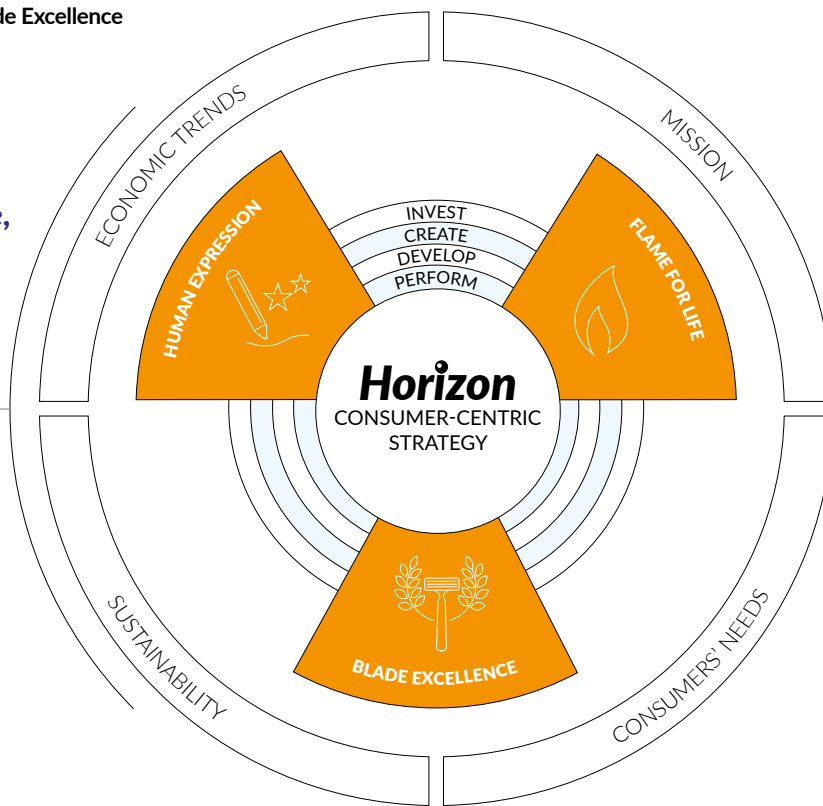 de Excellence
ECONOMIC TRENDS
MISSION
INVEST
CREATE
DEVELOP
PERFORM
HUMAN EXPRESSION
FLAME FOR LIFE
Horizon
CONSUMER-CENTRIC
STRATEGY
BLADE EXCELLENCE
SUSTAINABILITY
CONSUMERS' NEEDS